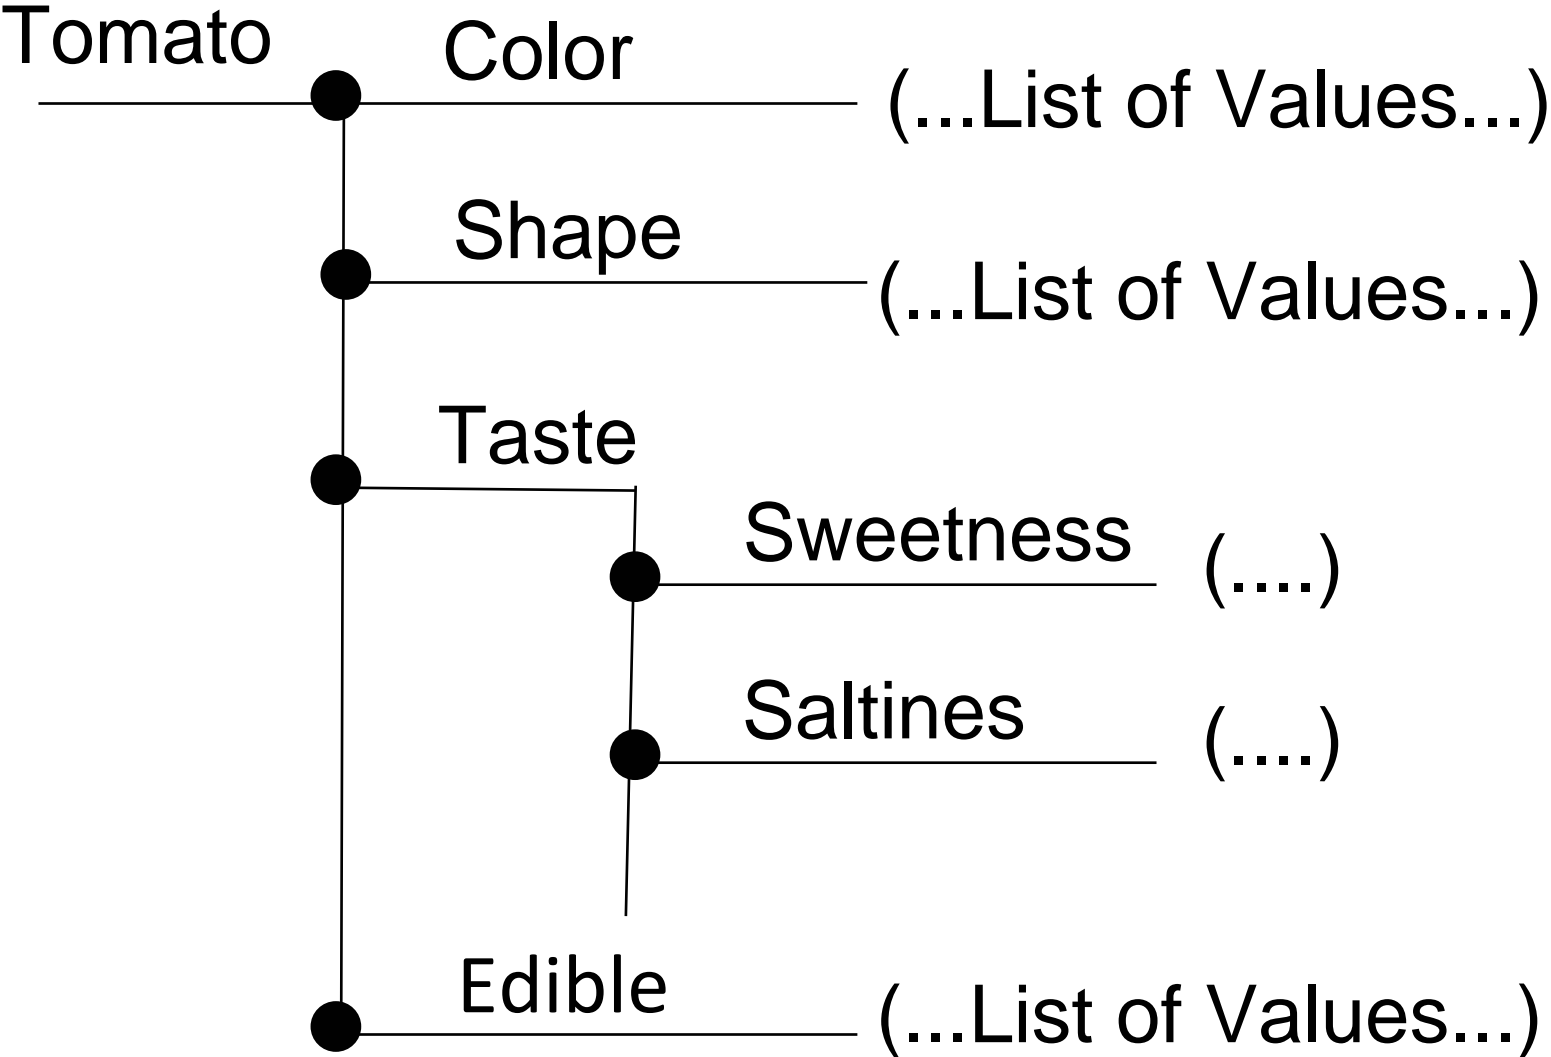 Tomato
Color
(...List of Values...)
Shape
(...List of Values...)
Taste
Sweetness
(....)
Saltines
(....)
Edible
(...List of Values...)